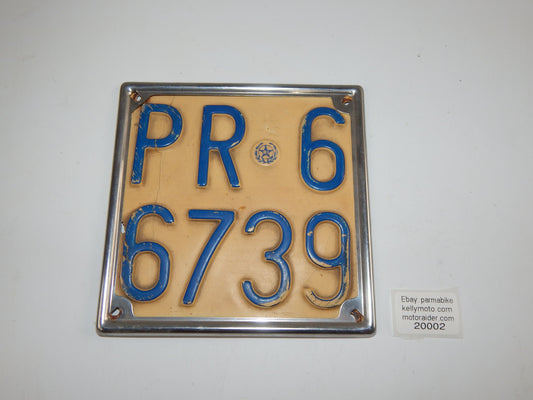 PR 6
6739
Ebay parmabike
kellymoto.com
motoraider.com
20002